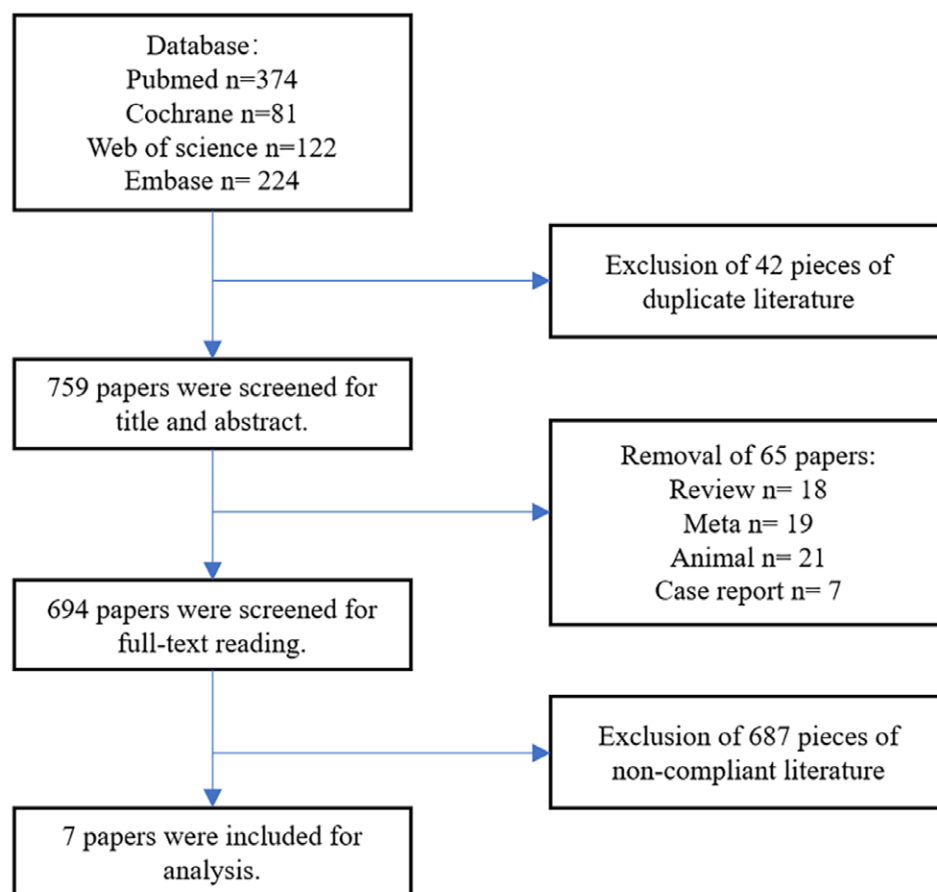 Database：
Pubmed n=374
Cochrane n=81
Web of science n=122
Embase n= 224
Exclusion of 42 pieces of
duplicate literature
759 papers were screened for
title and abstract.
Removal of 65 papers:
Review n= 18
Meta n= 19
Animal n= 21
Case report n= 7
694 papers were screened for
full-text reading.
Exclusion of 687 pieces of
non-compliant literature
7 papers were included for
analysis.